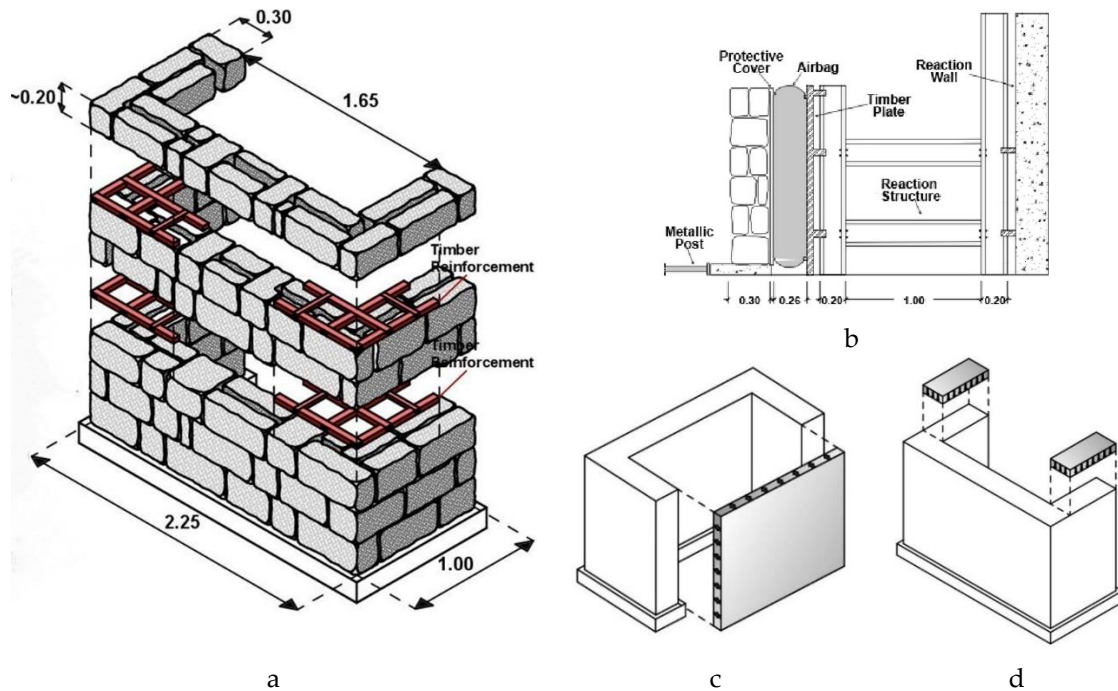 0.30
~0.20
1.65
Timber
Reinforcement
Timber
Reinforcement
2.25
1.00
a
Protective
Cover
Airbag
Timber
Plate
Reaction
Wall
Reaction
Structure
Metallic
Post
0.30
0.26
0.20
1.00
0.20
b
c
d